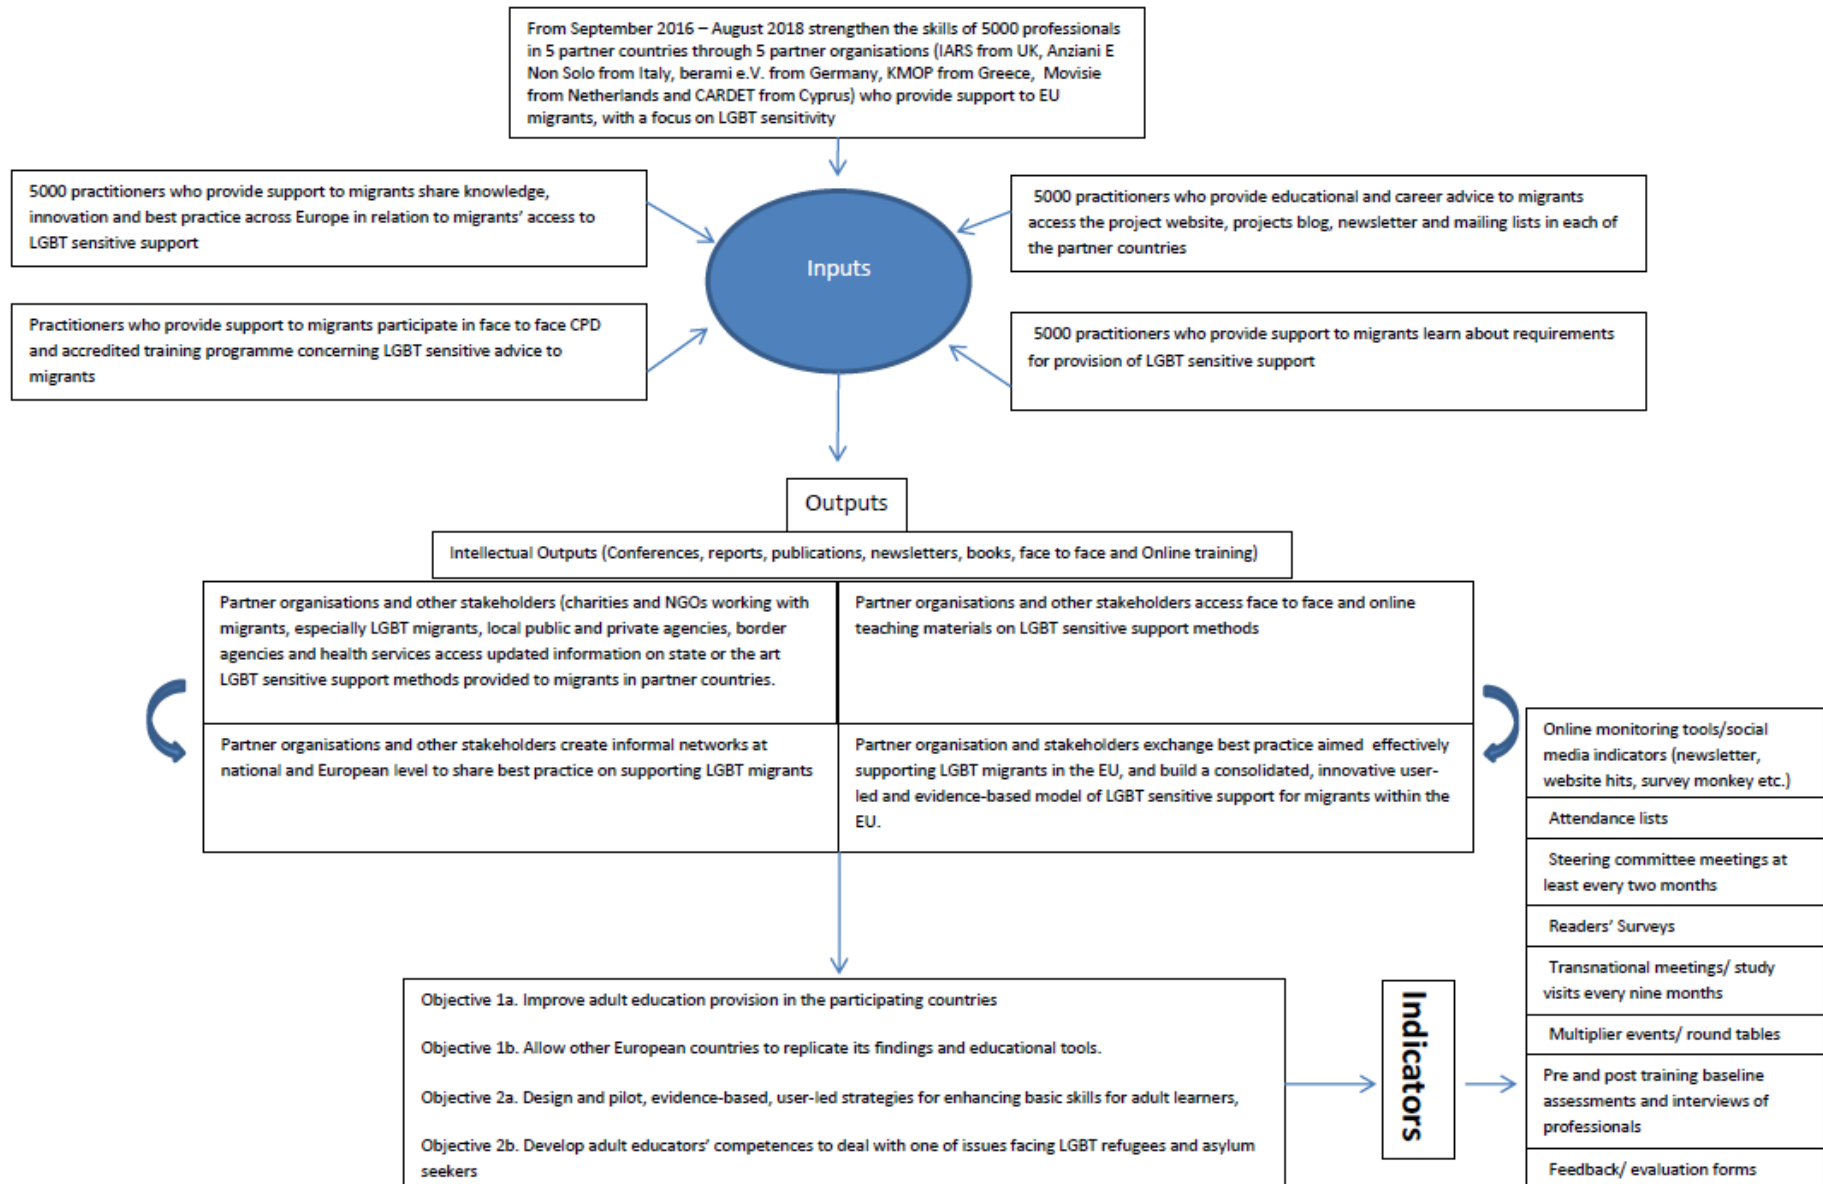 From September 2016 – August 2018 strengthen the skills of 5000 professionals
in 5 partner countries through 5 partner organisations (IARS from UK, Anziani E
Non Solo from Italy, berami e.V. from Germany, KMOP from Greece, Movisie
from Netherlands and CARDET from Cyprus) who provide support to EU
migrants, with a focus on LGBT sensitivity
5000 practitioners who provide support to migrants share knowledge,
innovation and best practice across Europe in relation to migrants' access to
LGBT sensitive support
5000 practitioners who provide educational and career advice to migrants
access the project website, projects blog, newsletter and mailing lists in each of
the partner countries
Inputs
Practitioners who provide support to migrants participate in face to face CPD
and accredited training programme concerning LGBT sensitive advice to
migrants
5000 practitioners who provide support to migrants learn about requirements
for provision of LGBT sensitive support
Outputs
Intellectual Outputs (Conferences, reports, publications, newsletters, books, face to face and Online training)
Partner organisations and other stakeholders (charities and NGOs working with
migrants, especially LGBT migrants, local public and private agencies, border
agencies and health services access updated information on state or the art
LGBT sensitive support methods provided to migrants in partner countries.
Partner organisations and other stakeholders access face to face and online
teaching materials on LGBT sensitive support methods
Partner organisations and other stakeholders create informal networks at
national and European level to share best practice on supporting LGBT migrants
Partner organisation and stakeholders exchange best practice aimed effectively
supporting LGBT migrants in the EU, and build a consolidated, innovative user-
led and evidence-based model of LGBT sensitive support for migrants within the
EU.
Objective 1a. Improve adult education provision in the participating countries
Objective 1b. Allow other European countries to replicate its findings and educational tools.
Objective 2a. Design and pilot, evidence-based, user-led strategies for enhancing basic skills for adult learners,
Objective 2b. Develop adult educators' competences to deal with one of issues facing LGBT refugees and asylum
seekers
Indicators
Online monitoring tools/social
media indicators (newsletter,
website hits, survey monkey etc.)
Attendance lists
Steering committee meetings at
least every two months
Readers' Surveys
Transnational meetings/ study
visits every nine months
Multiplier events/ round tables
Pre and post training baseline
assessments and interviews of
professionals
Feedback/ evaluation forms